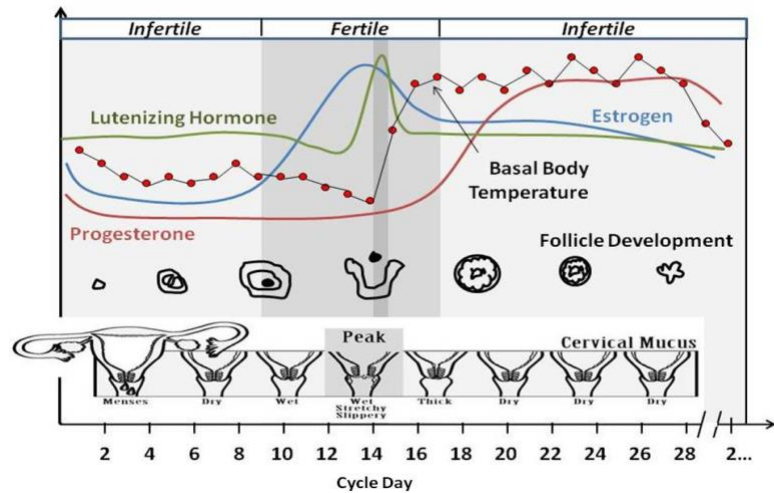 Infertile Fertile Infertile
Lutenizing Hormone
Estrogen
Basal Body
Temperature
Progesterone
Follicle Development
Peak
Cervical Mucus
Menses Dry Wet Wet Thick Dry Dry Dry
Stretchy
Slippery
2 4 6 8 10 12 14 16 18 20 22 24 26 28 2...
Cycle Day